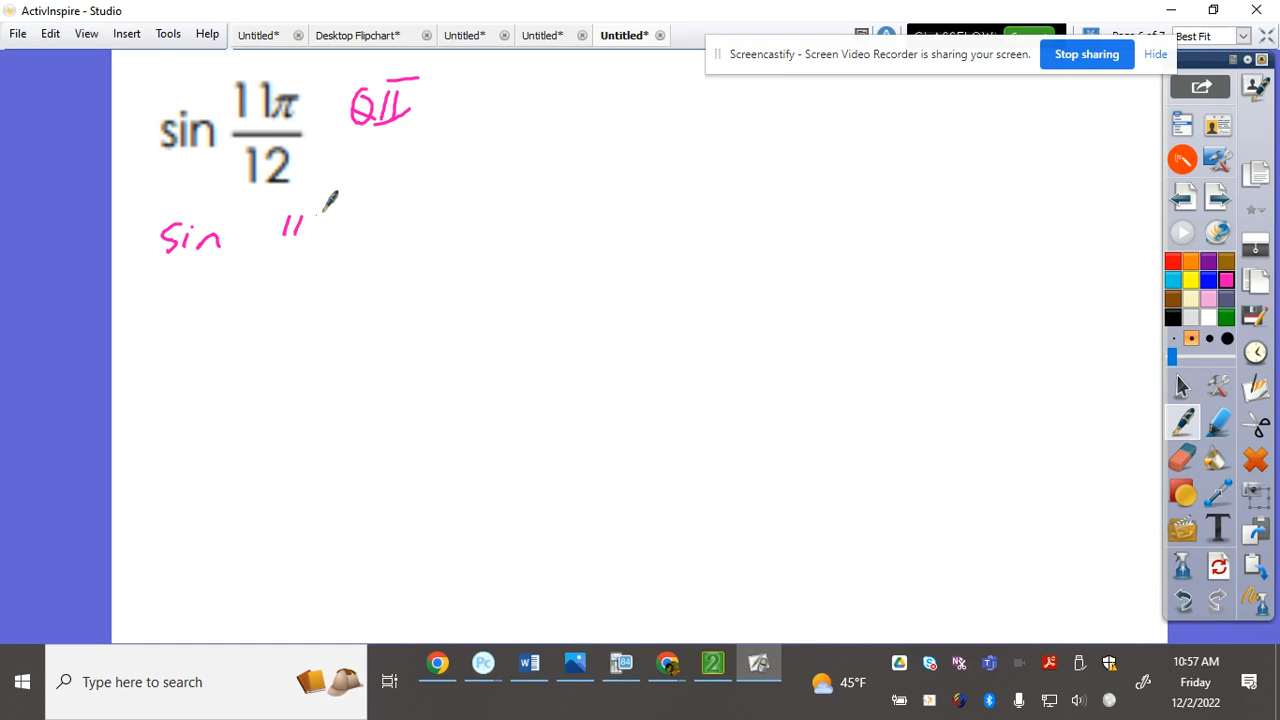 ActivInspire - Studio
File Edit View Insert Tools Help
Untitled* Desktop Flipchart* Untitled* Untitled* Untitled*
Best Fit
Screencastify - Screen Video Recorder is sharing your screen. Stop sharing Hide
sin 11π/12 QII
sin 11
Type here to search
45°F
10:57 AM
Friday
12/2/2022